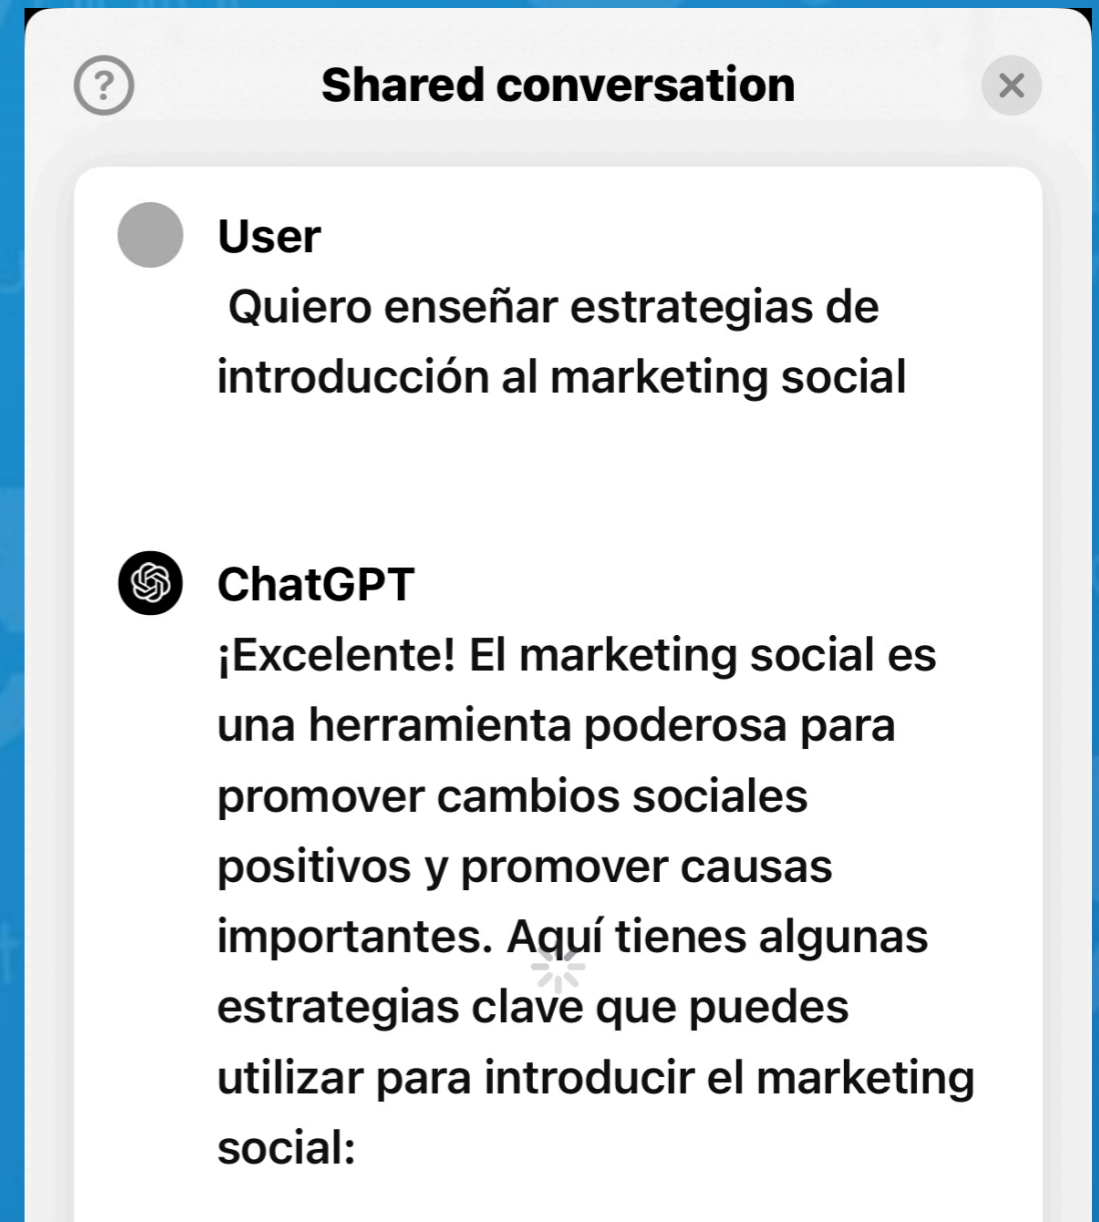 ?
Shared conversation
User
Quiero enseñar estrategias de
introducción al marketing social
ChatGPT
¡Excelente! El marketing social es
una herramienta poderosa para
promover cambios sociales
positivos y promover causas
importantes. Aquí tienes algunas
estrategias clave que puedes
utilizar para introducir el marketing
social: